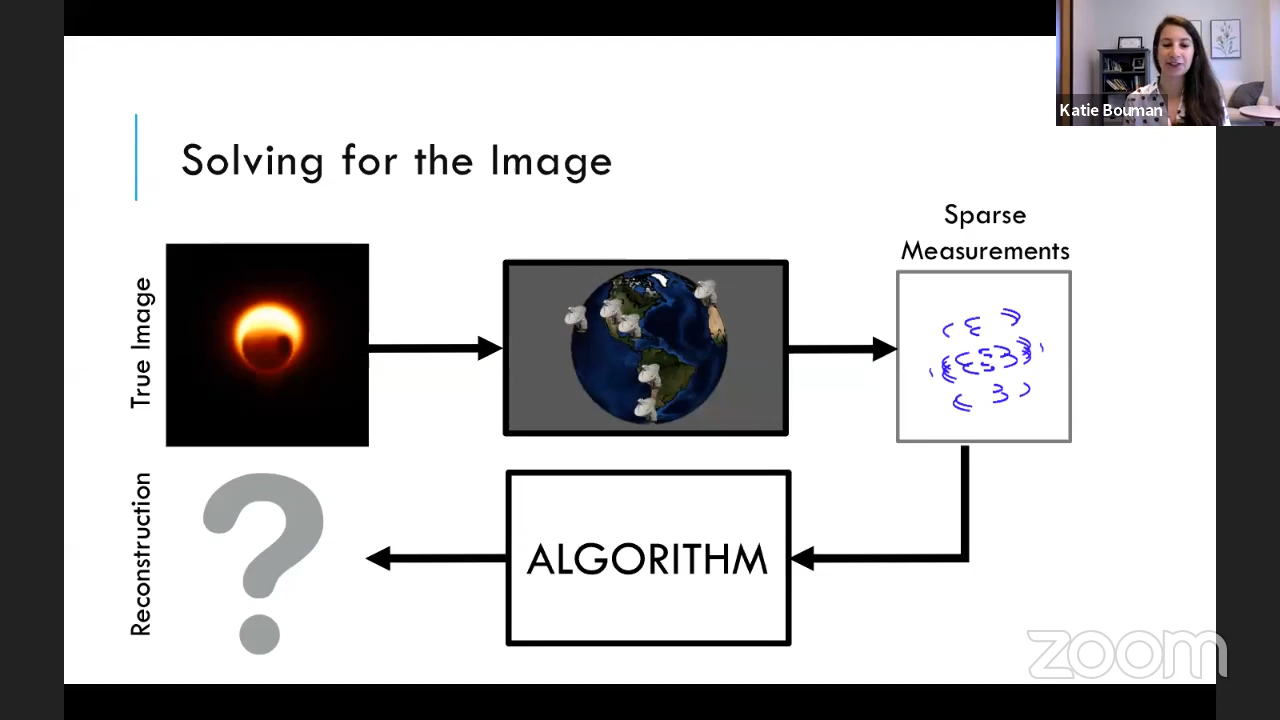 Katie Bouman
Solving for the Image
Sparse
Measurements
True Image
Reconstruction
ALGORITHM
zoom